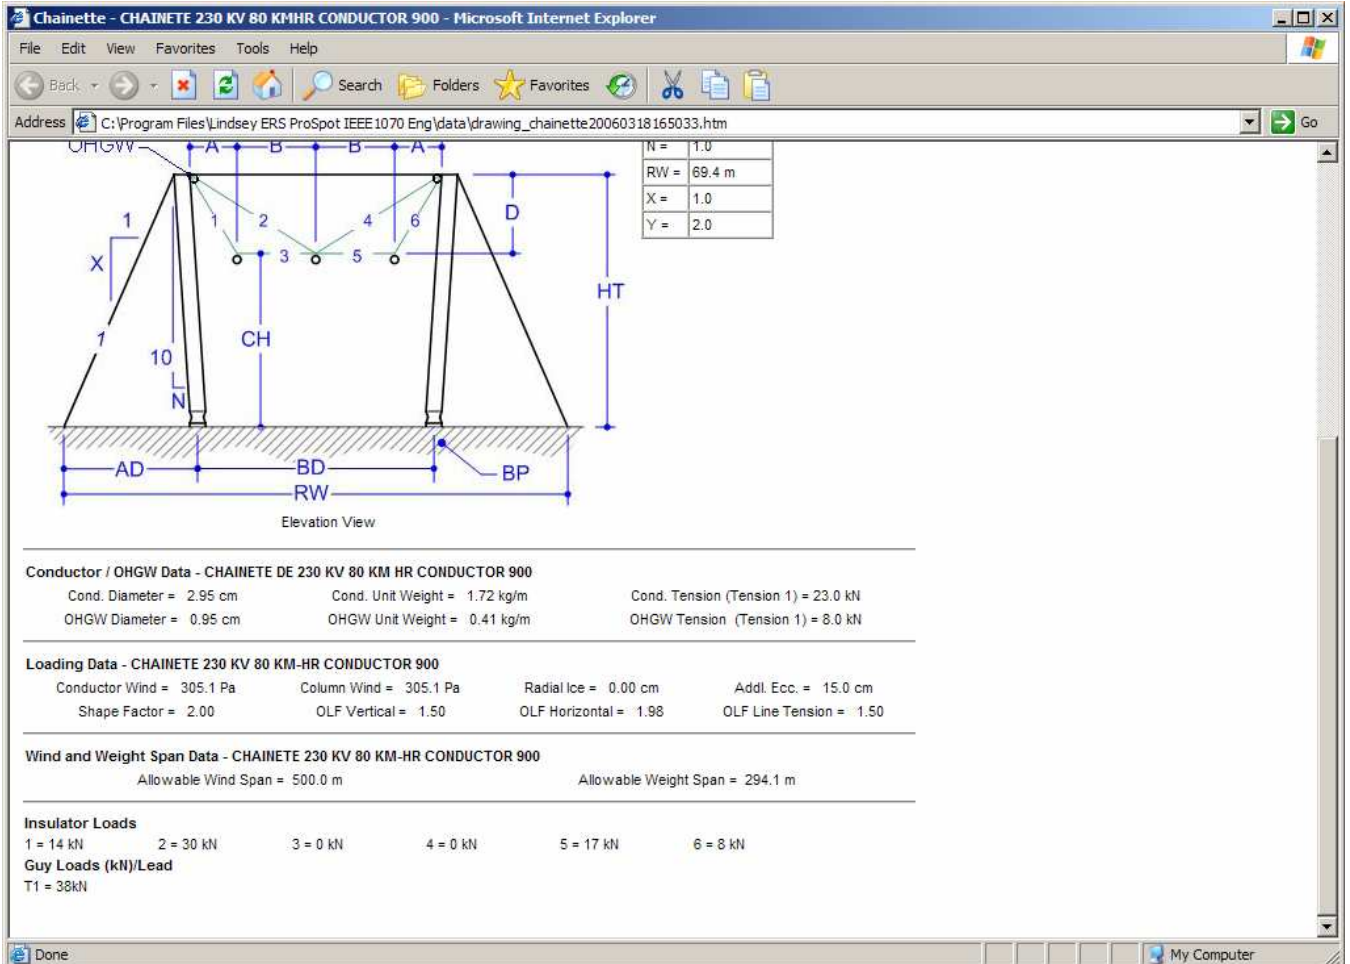 Chainette - CHAINETE 230 KV 80 KMHR CONDUCTOR 900 - Microsoft Internet Explorer
File Edit View Favorites Tools Help
Back Search Folders Favorites
Address C:\Program Files\Lindsey ERS ProSpot IEEE1070 Eng\data\drawing_chainette20060318165033.htm Go
OHGW A B B A
N = 1.0
RW = 69.4 m
X = 1.0
Y = 2.0
1 1 2 4 6 D
X 3 5
HT
1 10 CH
N
AD BD BP
RW
Elevation View
Conductor / OHGW Data - CHAINETE DE 230 KV 80 KM HR CONDUCTOR 900
Cond. Diameter = 2.95 cm Cond. Unit Weight = 1.72 kg/m Cond. Tension (Tension 1) = 23.0 kN
OHGW Diameter = 0.95 cm OHGW Unit Weight = 0.41 kg/m OHGW Tension (Tension 1) = 8.0 kN
Loading Data - CHAINETE 230 KV 80 KM-HR CONDUCTOR 900
Conductor Wind = 305.1 Pa Column Wind = 305.1 Pa Radial Ice = 0.00 cm Addl. Ecc. = 15.0 cm
Shape Factor = 2.00 OLF Vertical = 1.50 OLF Horizontal = 1.98 OLF Line Tension = 1.50
Wind and Weight Span Data - CHAINETE 230 KV 80 KM-HR CONDUCTOR 900
Allowable Wind Span = 500.0 m Allowable Weight Span = 294.1 m
Insulator Loads
1 = 14 kN 2 = 30 kN 3 = 0 kN 4 = 0 kN 5 = 17 kN 6 = 8 kN
Guy Loads (kN)/Lead
T1 = 38kN
Done My Computer